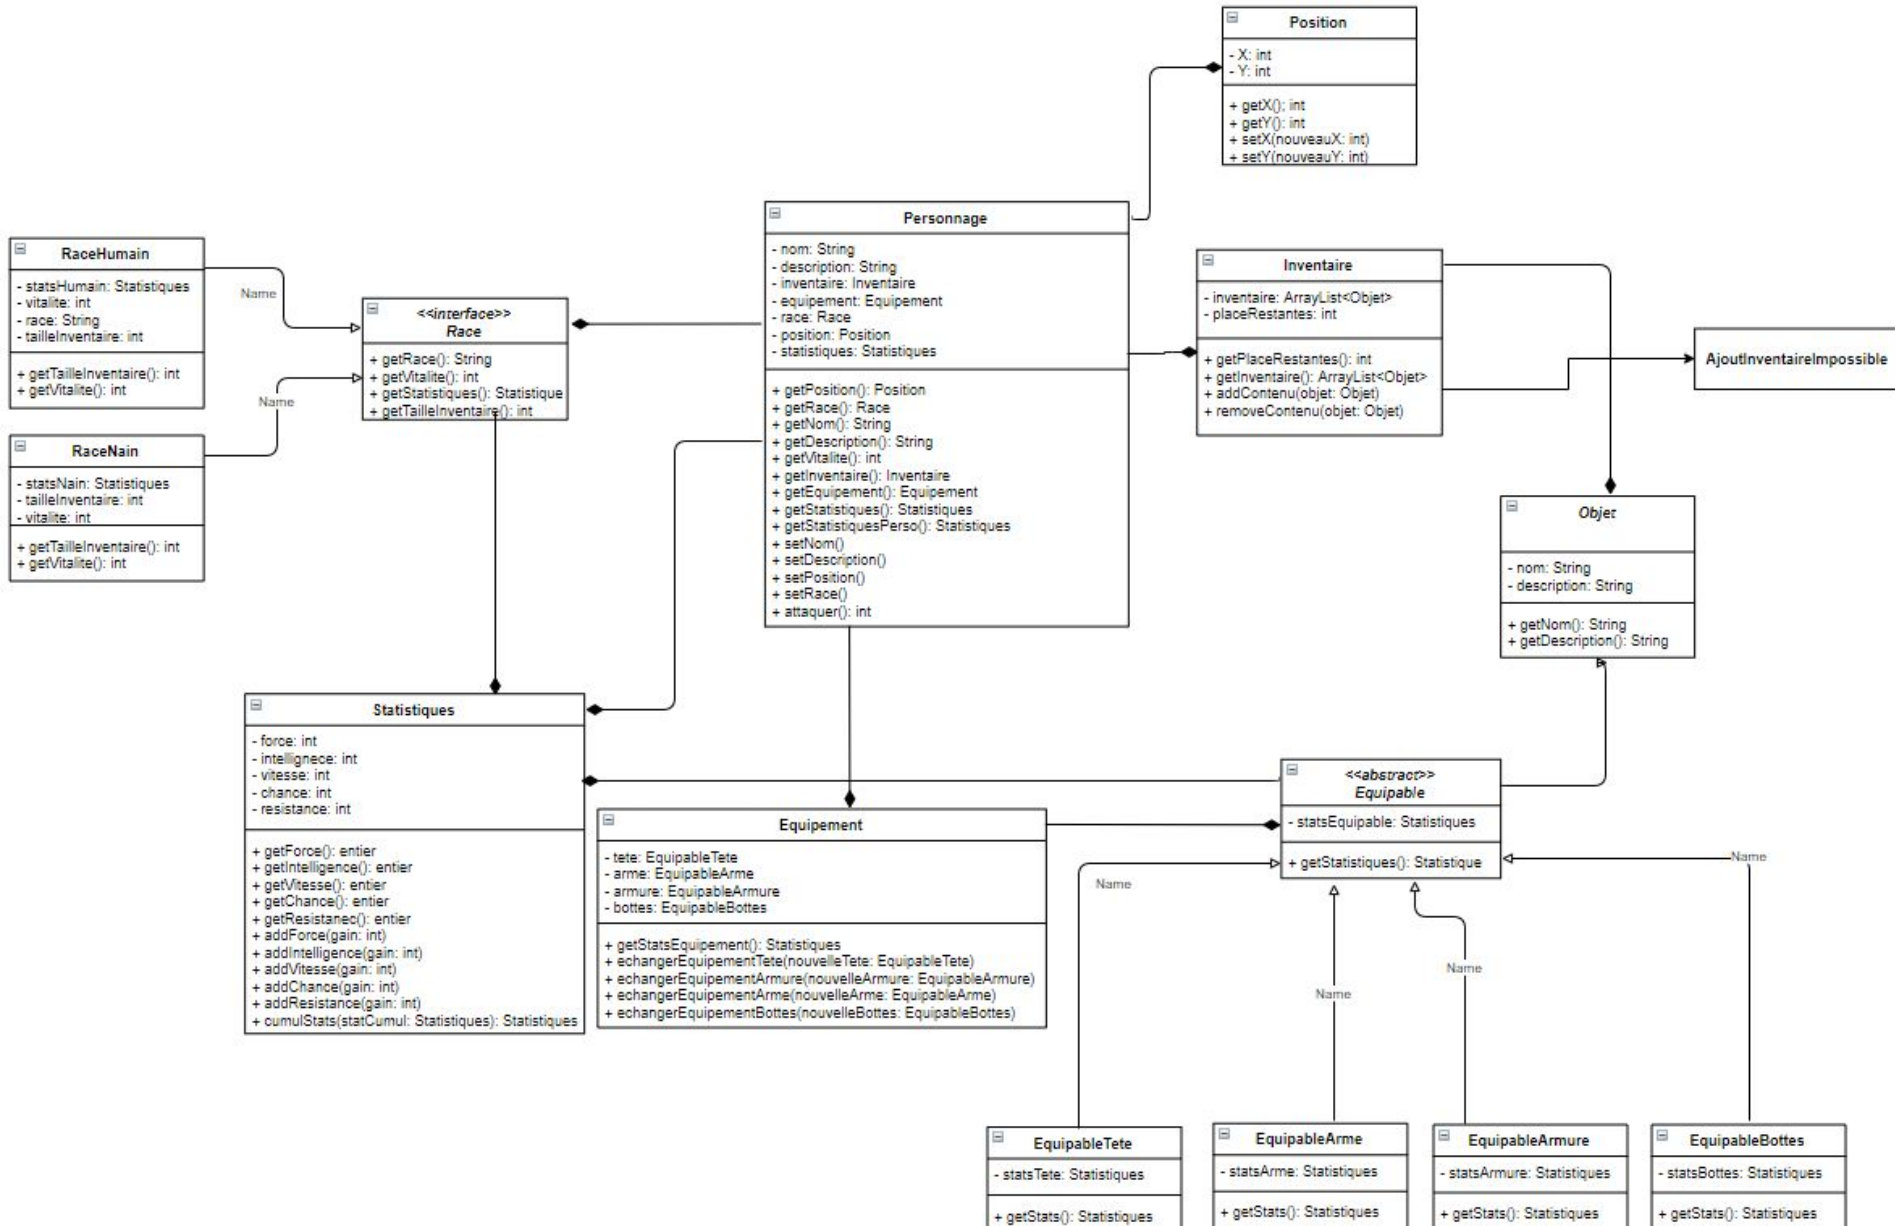 Position
- X: int
- Y: int
+ getX(); int
+ getY(): int
+ setX(nouveauX: int)
+ setY(nouveauY: int)
Personnage
- nom: String
- description: String
- inventaire: Inventaire
- equipement: Equipement
- race: Race
- position: Position
- statistiques: Statistiques
+ getPosition(): Position
+ getRace(): Race
+ getNom(): String
+ getDescription(): String
+ getVitalite(): int
+ getInventaire(): Inventaire
+ getEquipement(): Equipement
+ getStatistiques(): Statistiques
+ getStatistiquesPerso(): Statistiques
+ setNom()
+ setDescription()
+ setPosition()
+ setRace()
+ attaquer(): int
RaceHumain
- statsHumain: Statistiques
- vitalite: int
- race: String
- tailleInventaire: int
+ getTailleInventaire(): int
+ getVitalite(): int
Name
<<interface>>
Race
+ getRace(): String
+ getVitalite(): int
+ getStatistiques(): Statistique
+ getTailleInventaire(): int
Name
RaceNain
- statsNain: Statistiques
- tailleInventaire: int
- vitalite: int
+ getTailleInventaire(): int
+ getVitalite(): int
Inventaire
- inventaire: ArrayList<Objet>
- placeRestantes: int
+ getPlaceRestantes(): int
+ getInventaire(): ArrayList<Objet>
+ addContenu(objet: Objet)
+ removeContenu(objet: Objet)
AjoutInventaireImpossible
Objet
- nom: String
- description: String
+ getNom(): String
+ getDescription(): String
Statistiques
- force: int
- intelligneceː int
- vitesse: int
- chance: int
- resistance: int
+ getForce(): entier
+ getIntelligence(): entier
+ getVitesse(): entier
+ getChance(): entier
+ getResistanec(): entier
+ addForce(gain: int)
+ addIntelligence(gain: int)
+ addVitesse(gain: int)
+ addChance(gain: int)
+ addResistance(gain: int)
+ cumulStats(statCumul: Statistiques): Statistiques
Equipement
- tete: EquipableTete
- arme: EquipableArme
- armure: EquipableArmure
- bottes: EquipableBottes
+ getStatsEquipement(): Statistiques
+ echangerEquipementTete(nouvelleTete: EquipableTete)
+ echangerEquipementArmure(nouvelleArmure: EquipableArmure)
+ echangerEquipementArme(nouvelleArme: EquipableArme)
+ echangerEquipementBottes(nouvelleBottes: EquipableBottes)
<<abstract>>
Equipable
- statsEquipable: Statistiques
+ getStatistiques(): Statistique
Name
Name
Name
Name
EquipableTete
- statsTete: Statistiques
+ getStats(): Statistiques
EquipableArme
- statsArme: Statistiques
+ getStats(): Statistiques
EquipableArmure
- statsArmure: Statistiques
+ getStats(): Statistiques
EquipableBottes
- statsBottes: Statistiques
+ getStats(): Statistiques